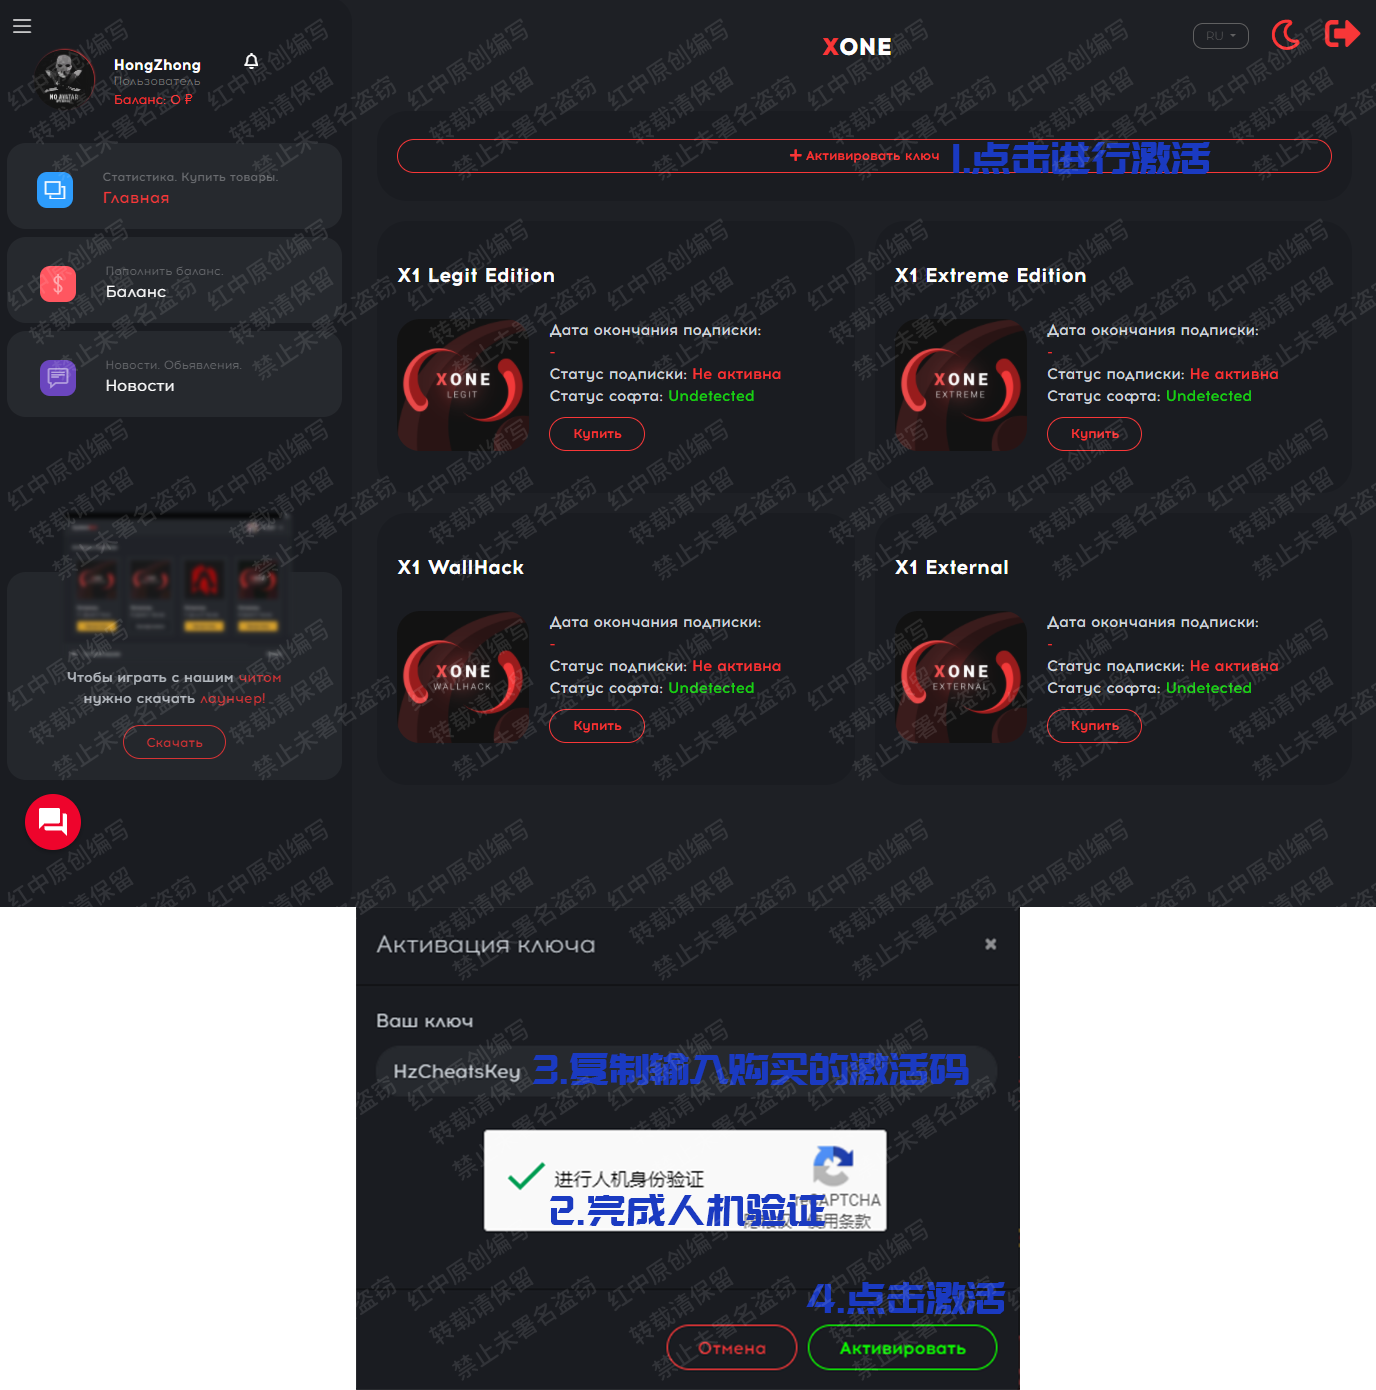 XONE
RU
HongZhong
Пользователь
Баланс: 0 ₽
Статистика. Купить товары.
Главная
Пополнить баланс.
Баланс
Новости. Объявления.
Новости
Чтобы играть с нашим читом
нужно скачать лаунчер!
Скачать
+ Активировать ключ 1.点击进行激活
X1 Legit Edition
XONE
LEGIT
Дата окончания подписки:
-
Статус подписки: Не активна
Статус софта: Undetected
Купить
X1 Extreme Edition
XONE
EXTREME
Дата окончания подписки:
-
Статус подписки: Не активна
Статус софта: Undetected
Купить
X1 WallHack
XONE
WALLHACK
Дата окончания подписки:
-
Статус подписки: Не активна
Статус софта: Undetected
Купить
X1 External
XONE
EXTERNAL
Дата окончания подписки:
-
Статус подписки: Не активна
Статус софта: Undetected
Купить
Активация ключа
Ваш ключ
HzCheatsKey 3.复制输入购买的激活码
进行人机身份验证
reCAPTCHA
2.完成人机验证
使用条款
4.点击激活
Отмена
Активировать
红中原创编写
转载请保留
禁止未署名盗窃